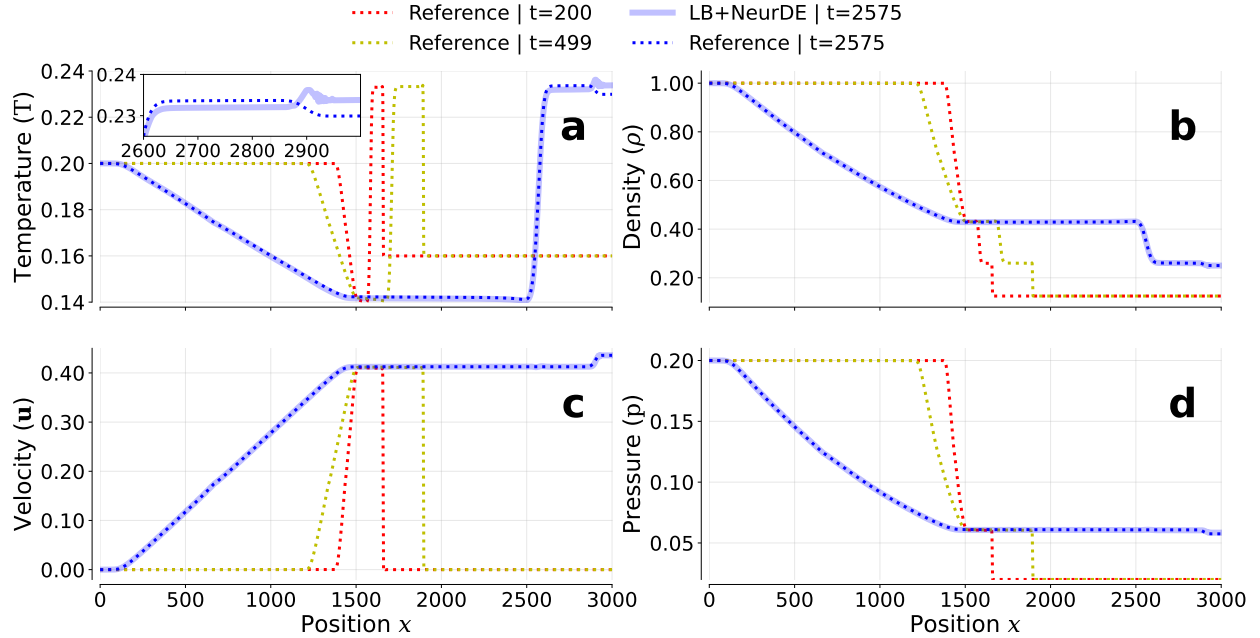 Reference | t=200
Reference | t=499
LB+NeurDE | t=2575
Reference | t=2575
0.24
0.22
0.20
0.18
0.16
0.14
Temperature (T)
0.24
0.23
2600 2700 2800 2900
a
1.00
0.80
0.60
0.40
0.20
Density (ρ)
b
0.40
0.30
0.20
0.10
0.00
Velocity (u)
c
0 500 1000 1500 2000 2500 3000
Position x
0.20
0.15
0.10
0.05
Pressure (p)
d
0 500 1000 1500 2000 2500 3000
Position x